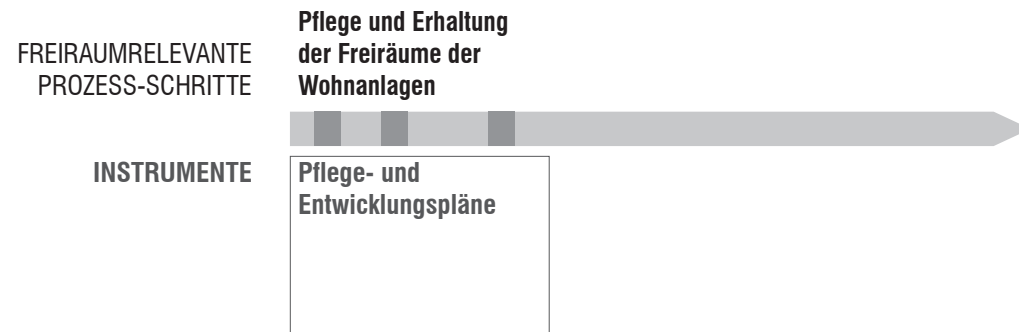 FREIRAUMRELEVANTE
PROZESS-SCHRITTE
Pflege und Erhaltung
der Freiräume der
Wohnanlagen
INSTRUMENTE
Pflege- und
Entwicklungspläne